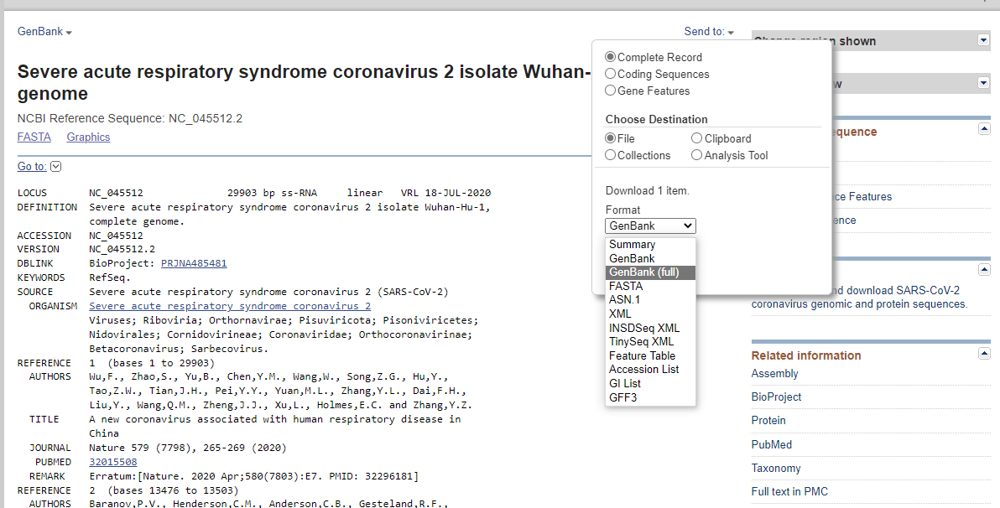 GenBank
Send to:
Severe acute respiratory syndrome coronavirus 2 isolate Wuhan-
genome
NCBI Reference Sequence: NC_045512.2
FASTA Graphics
Go to:
LOCUS NC_045512 29903 bp ss-RNA linear VRL 18-JUL-2020
DEFINITION Severe acute respiratory syndrome coronavirus 2 isolate Wuhan-Hu-1,
complete genome.
ACCESSION NC_045512
VERSION NC_045512.2
DBLINK BioProject: PRJNA485481
KEYWORDS RefSeq.
SOURCE Severe acute respiratory syndrome coronavirus 2 (SARS-CoV-2)
ORGANISM Severe acute respiratory syndrome coronavirus 2
Viruses; Riboviria; Orthornavirae; Pisuviricota; Pisoniviricetes;
Nidovirales; Cornidovirineae; Coronaviridae; Orthocoronavirinae;
Betacoronavirus; Sarbecovirus.
REFERENCE 1 (bases 1 to 29903)
AUTHORS Wu,F., Zhao,S., Yu,B., Chen,Y.M., Wang,W., Song,Z.G., Hu,Y.,
Tao,Z.W., Tian,J.H., Pei,Y.Y., Yuan,M.L., Zhang,Y.L., Dai,F.H.,
Liu,Y., Wang,Q.M., Zheng,J.J., Xu,L., Holmes,E.C. and Zhang,Y.Z.
TITLE A new coronavirus associated with human respiratory disease in
China
JOURNAL Nature 579 (7798), 265-269 (2020)
PUBMED 32015508
REMARK Erratum:[Nature. 2020 Apr;580(7803):E7. PMID: 32296181]
REFERENCE 2 (bases 13476 to 13503)
AUTHORS Baranov,P.V., Henderson,C.M., Anderson,C.B., Gesteland,R.F.,
Complete Record
Coding Sequences
Gene Features
Choose Destination
File Clipboard
Collections Analysis Tool
Download 1 item.
Format
GenBank
Summary
GenBank
GenBank (full)
FASTA
ASN.1
XML
INSDSeq XML
TinySeq XML
Feature Table
Accession List
GI List
GFF3
Change region shown
w
quence
ce Features
ence
nd download SARS-CoV-2
coronavirus genomic and protein sequences.
Related information
Assembly
BioProject
Protein
PubMed
Taxonomy
Full text in PMC